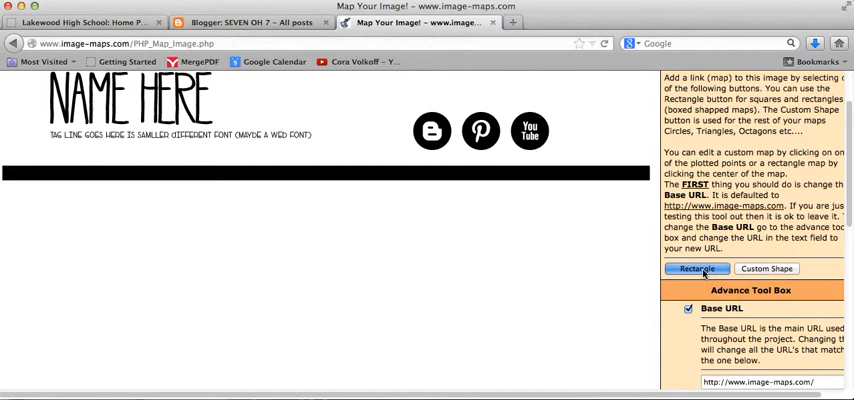 Map Your Image! - www.image-maps.com
Lakewood High School: Home P...
Blogger: SEVEN OH 7 - All posts
Map Your Image! - www.image-maps.com...
www.image-maps.com/PHP_Map_Image.php
Google
Most Visited
Getting Started
MergePDF
Google Calendar
Cora Volkoff - Y...
Bookmarks
NAME HERE
TAG LINE GOES HERE IS SAMLLER DIFFERENT FONT (MAYBE A WEB FONT)
You
Tube
Add a link (map) to this image by selecting
of the following buttons. You can use the
Rectangle button for squares and rectangles
(boxed shapped maps). The Custom Shape
button is used for the rest of your maps
Circles, Triangles, Octagons etc....
You can edit a custom map by clicking on
of the plotted points or a rectangle map by
clicking the center of the map.
The FIRST thing you should do is change
Base URL. It is defaulted to
http://www.image-maps.com. If you are
testing this tool out then it is ok to leave it.
change the Base URL go to the advance
box and change the URL in the text field to
your new URL.
Rectangle
Custom Shape
Advance Tool Box
Base URL
The Base URL is the main URL used
throughout the project. Changing
will change all the URL's that match
the one below.
http://www.image-maps.com/